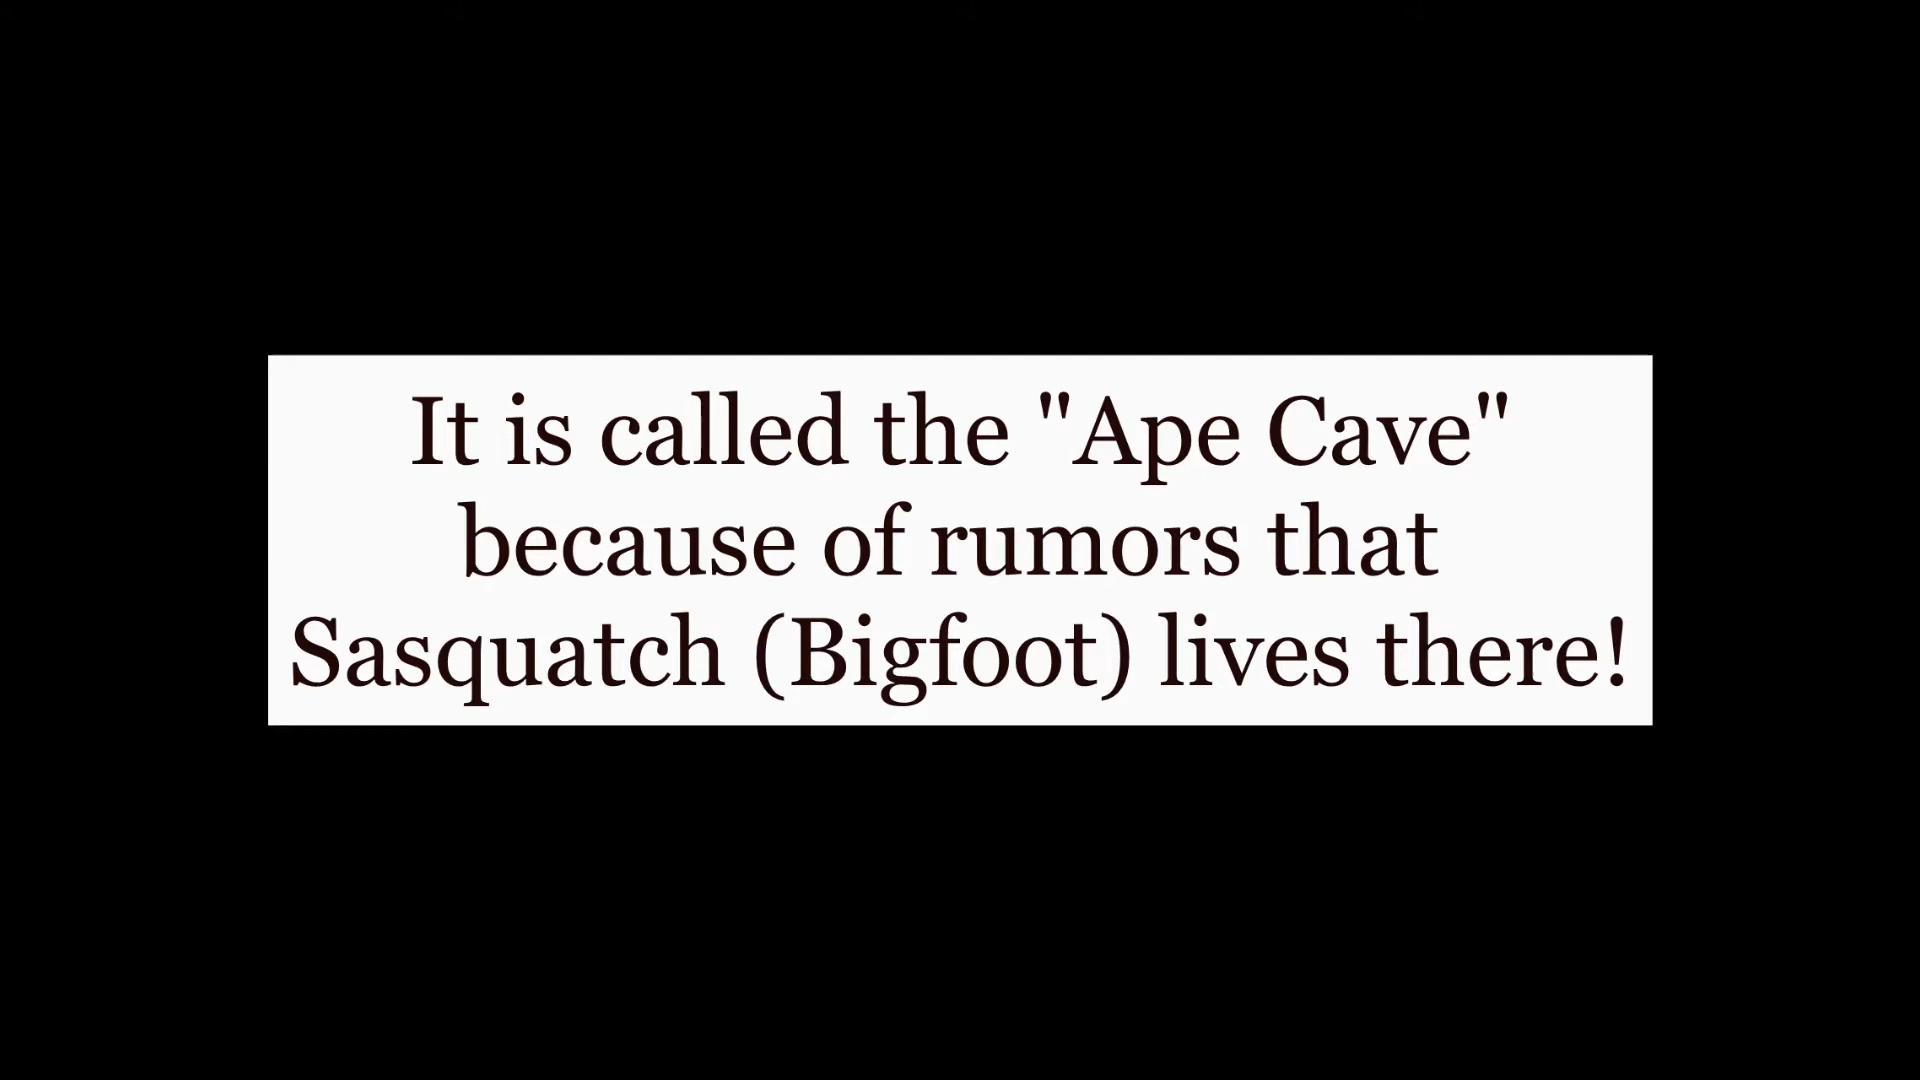 It is called the "Ape Cave"
because of rumors that
Sasquatch (Bigfoot) lives there!